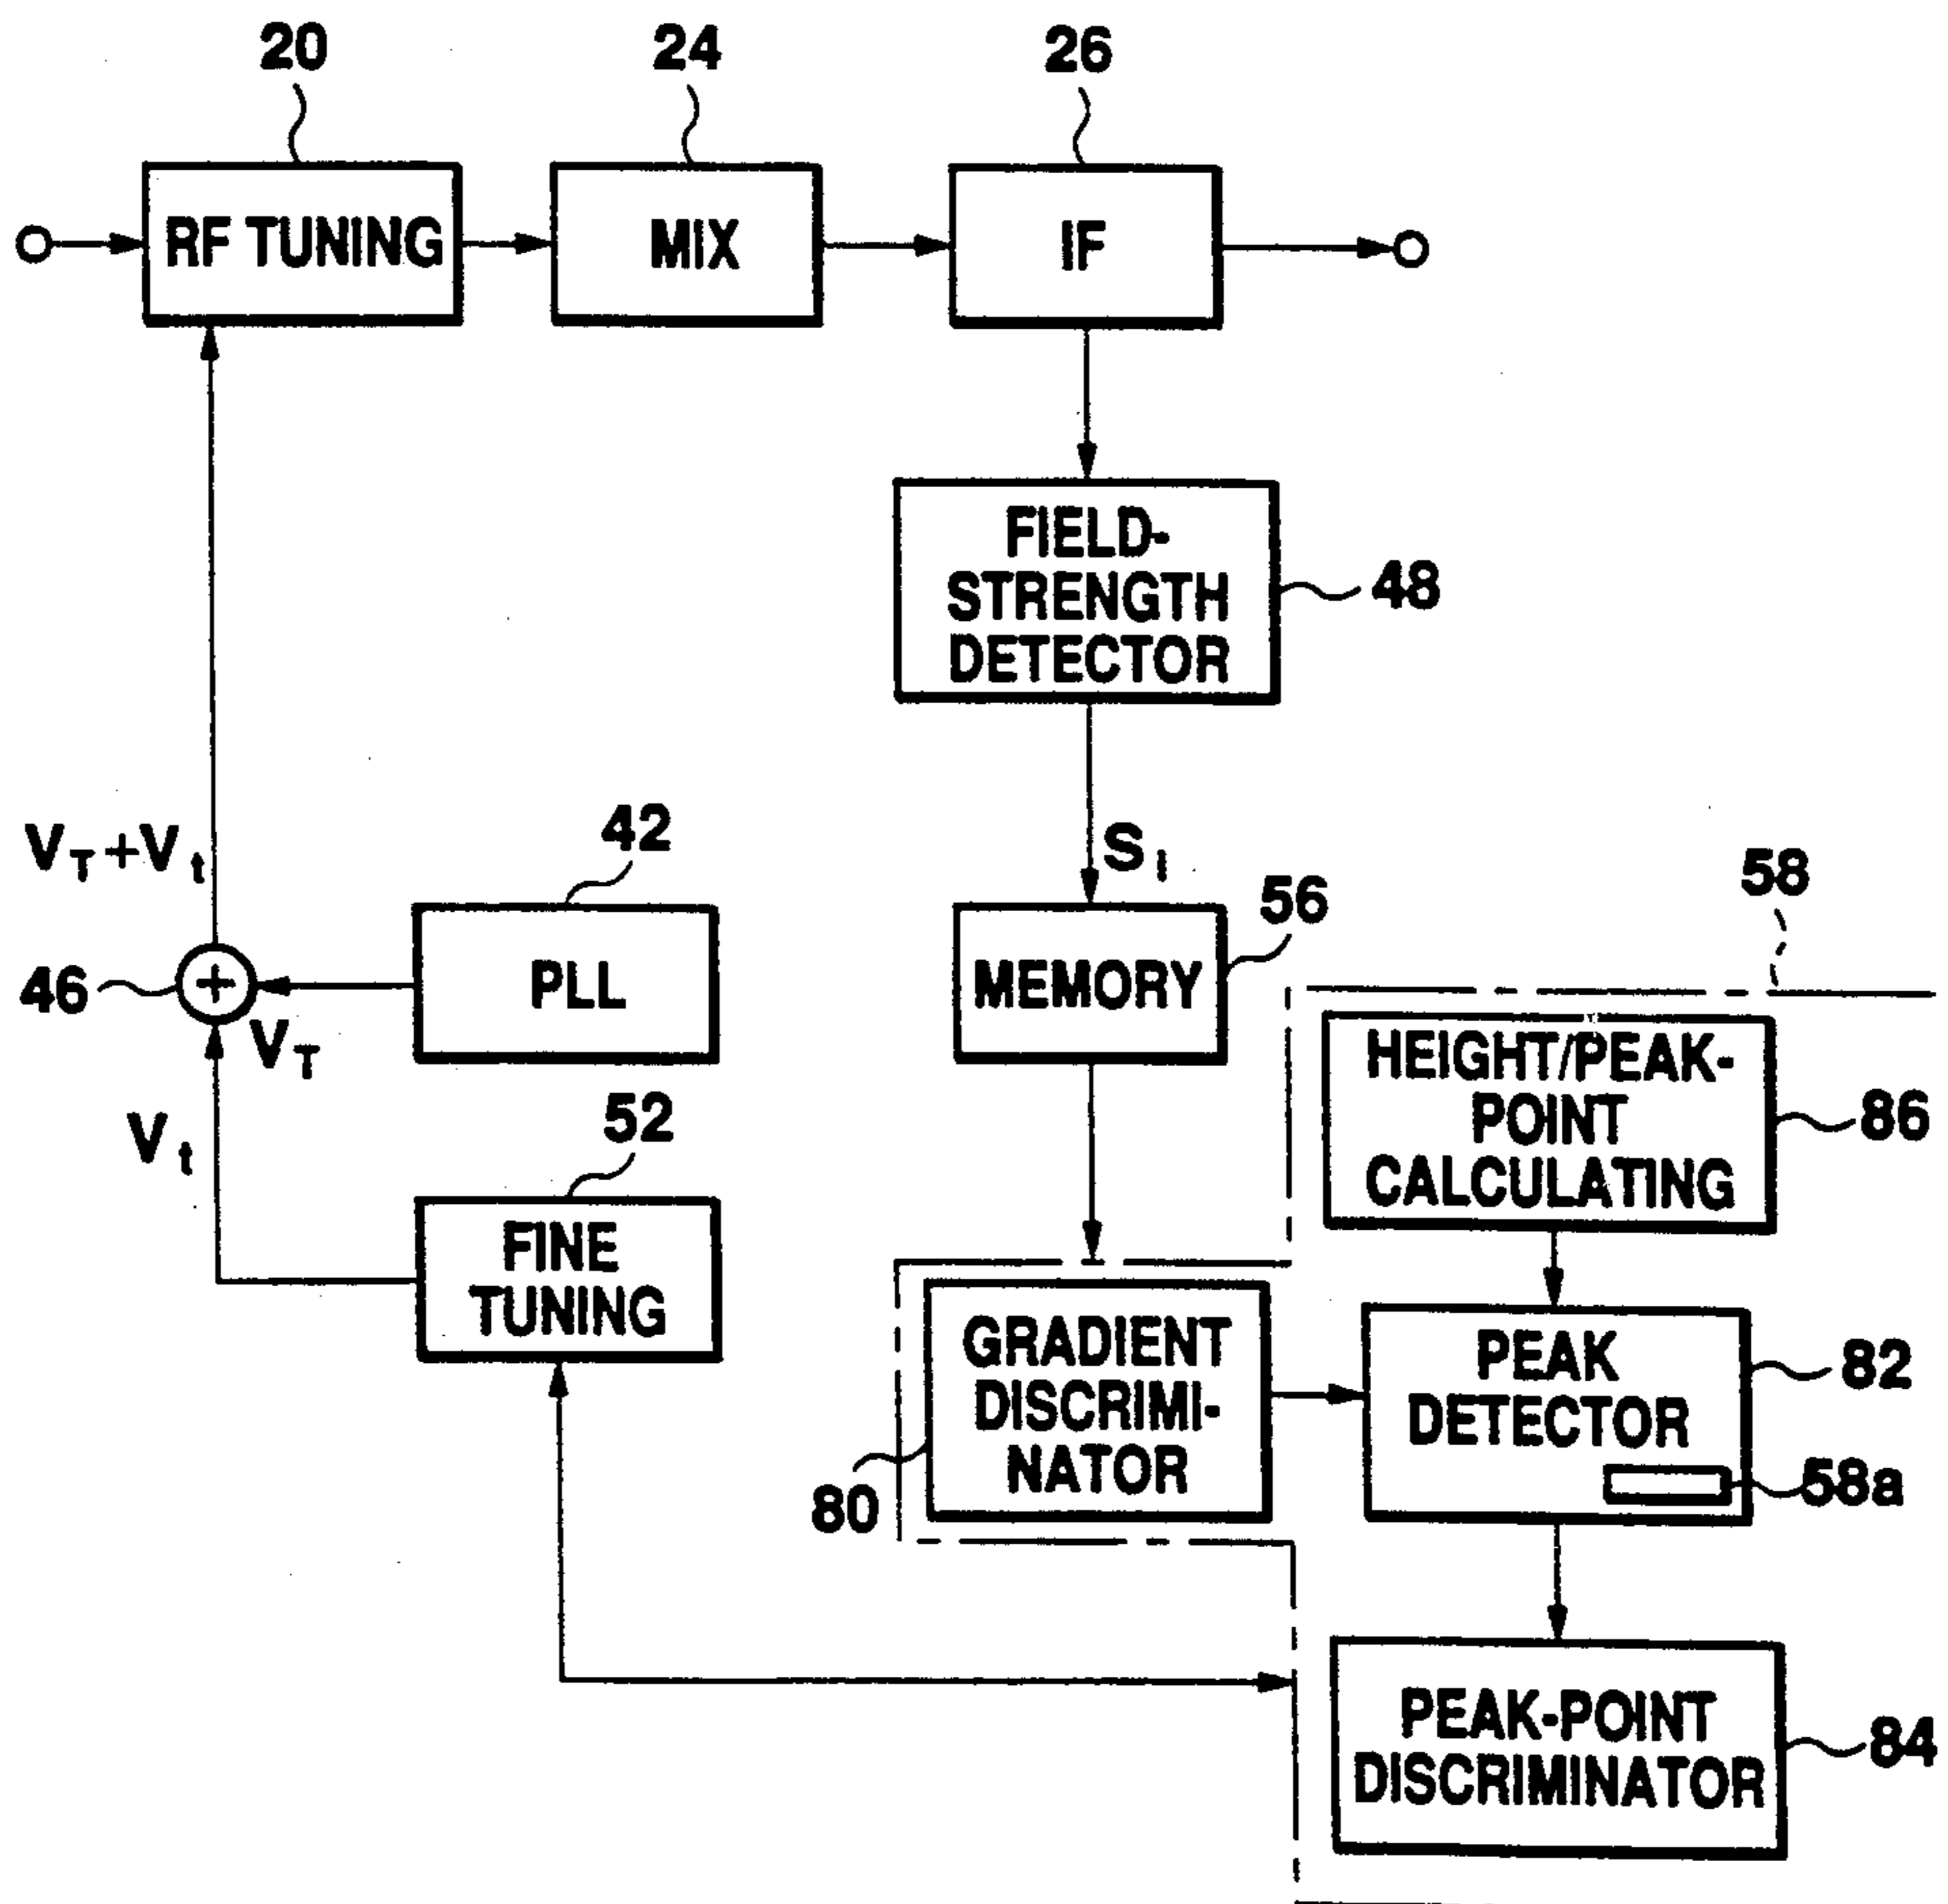 20
24
26
RF TUNING
MIX
IF
FIELD-
STRENGTH
DETECTOR
48
VT+Vt
42
SI
58
56
46
PLL
MEMORY
VT
HEIGHT/PEAK-
POINT
CALCULATING
86
Vt
52
FINE
TUNING
GRADIENT
DISCRIMI-
NATOR
80
PEAK
DETECTOR
82
58a
PEAK-POINT
DISCRIMINATOR
84